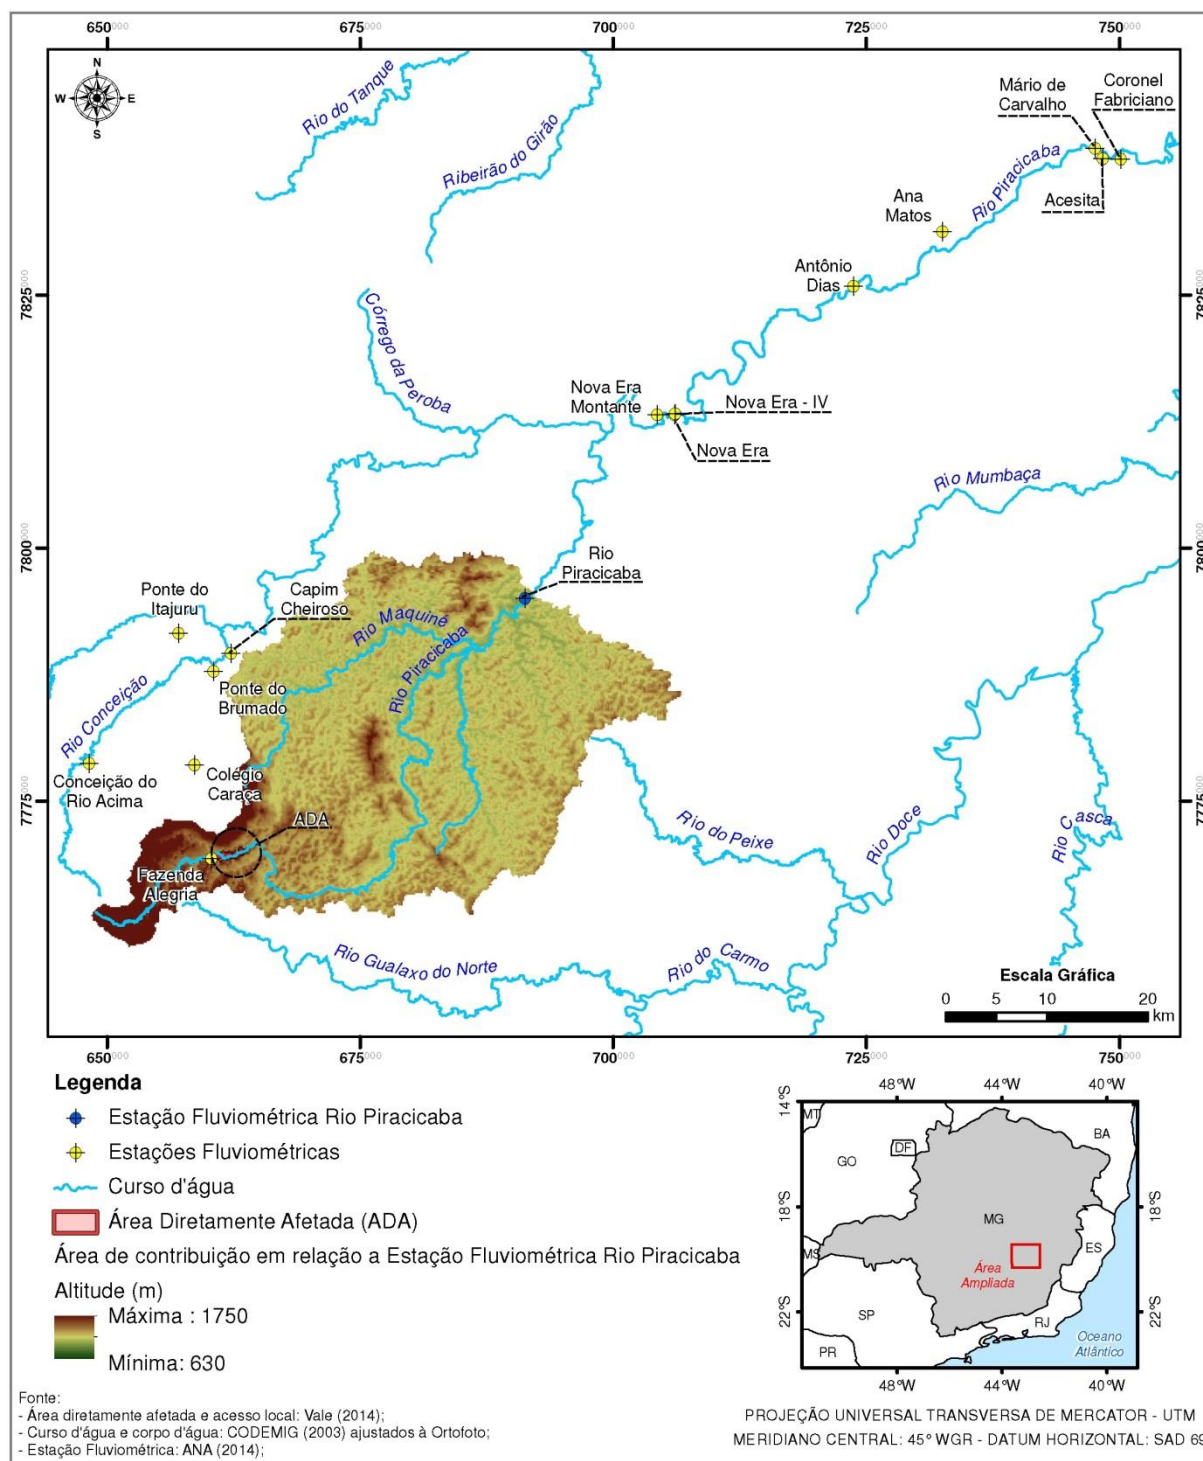 650000 675000 700000 725000 750000
N
W E
S
Rio do Tanque
Ribeirão do Girão
Mário de
Carvalho
Coronel
Fabriciano
Rio Piracicaba
Acesita
Ana
Matos
Antônio
Dias
7825000
7825
Córrego da Peroba
Nova Era
Montante
Nova Era - IV
Nova Era
Rio Mumbaça
7800000
7800
Rio
Piracicaba
Ponte do
Itajuru
Capim
Cheiroso
Rio Maquiné
Rio Piracicaba
Rio Conceição
Ponte do
Brumado
Conceição do
Rio Acima
Colégio
Caraça
7775000
7775
ADA
Rio do Peixe
Rio Doce
Rio Casca
Fazenda
Alegria
Rio Gualaxo do Norte
Rio do Carmo
Escala Gráfica
0 5 10 20
km
650000 675000 700000 725000 750000
Legenda
Estação Fluviométrica Rio Piracicaba
Estações Fluviométricas
Curso d'água
Área Diretamente Afetada (ADA)
Área de contribuição em relação a Estação Fluviométrica Rio Piracicaba
Altitude (m)
Máxima : 1750
Mínima: 630
48°W 44°W 40°W
14°S
14°S
MT
DF
BA
GO
18°S
18°S
MG
MS
ES
Área
Ampliada
22°S
22°S
SP
RJ
PR
Oceano
Atlântico
48°W 44°W 40°W
Fonte:
- Área diretamente afetada e acesso local: Vale (2014);
- Curso d'água e corpo d'água: CODEMIG (2003) ajustados à Ortofoto;
- Estação Fluviométrica: ANA (2014);
PROJEÇÃO UNIVERSAL TRANSVERSA DE MERCATOR - UTM
MERIDIANO CENTRAL: 45° WGR - DATUM HORIZONTAL: SAD 69